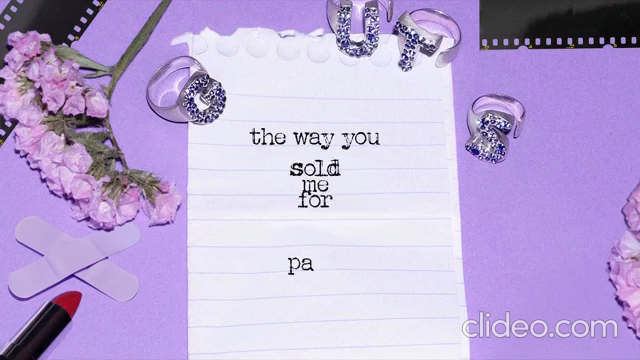 G U T S
the way you
sold
me
for
pa
clideo.com